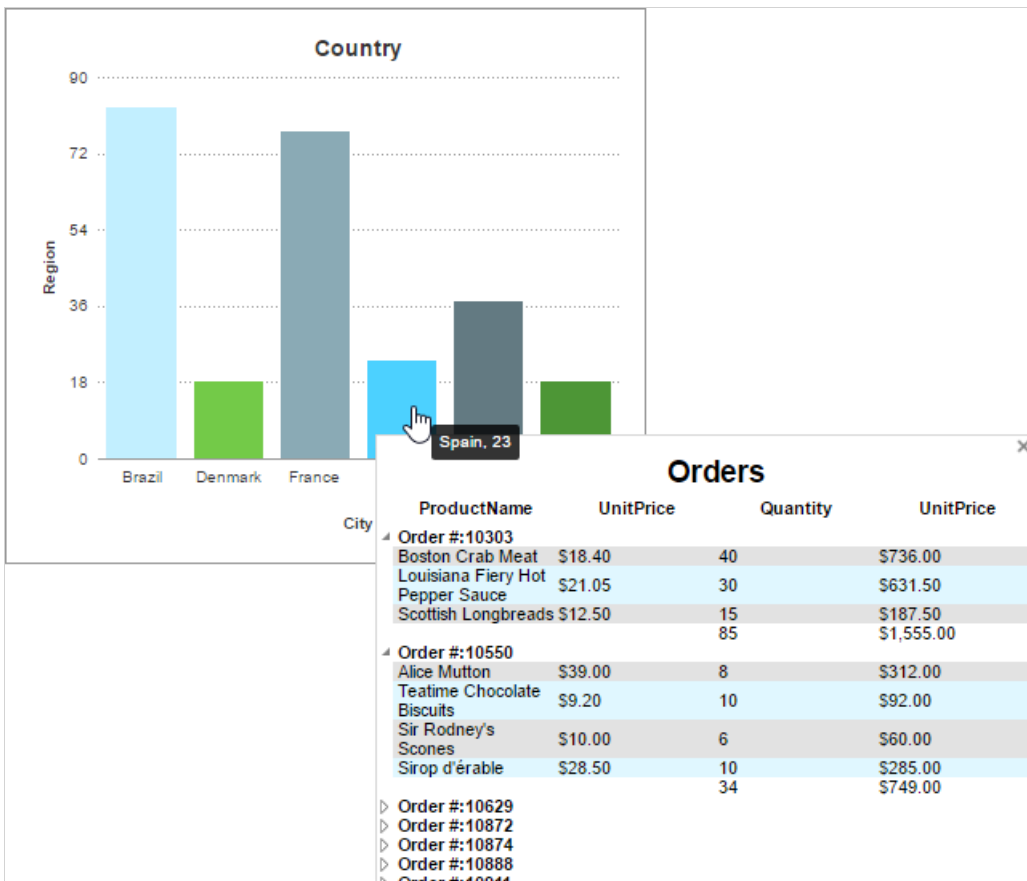 Country
90
72
54
36
18
0
Region
Brazil Denmark France
City
Spain, 23
×
Orders
ProductName UnitPrice Quantity UnitPrice
Order #:10303
Boston Crab Meat $18.40 40 $736.00
Louisiana Fiery Hot
Pepper Sauce $21.05 30 $631.50
Scottish Longbreads $12.50 15 $187.50
85 $1,555.00
Order #:10550
Alice Mutton $39.00 8 $312.00
Teatime Chocolate
Biscuits $9.20 10 $92.00
Sir Rodney's
Scones $10.00 6 $60.00
Sirop d'érable $28.50 10 $285.00
34 $749.00
Order #:10629
Order #:10872
Order #:10874
Order #:10888